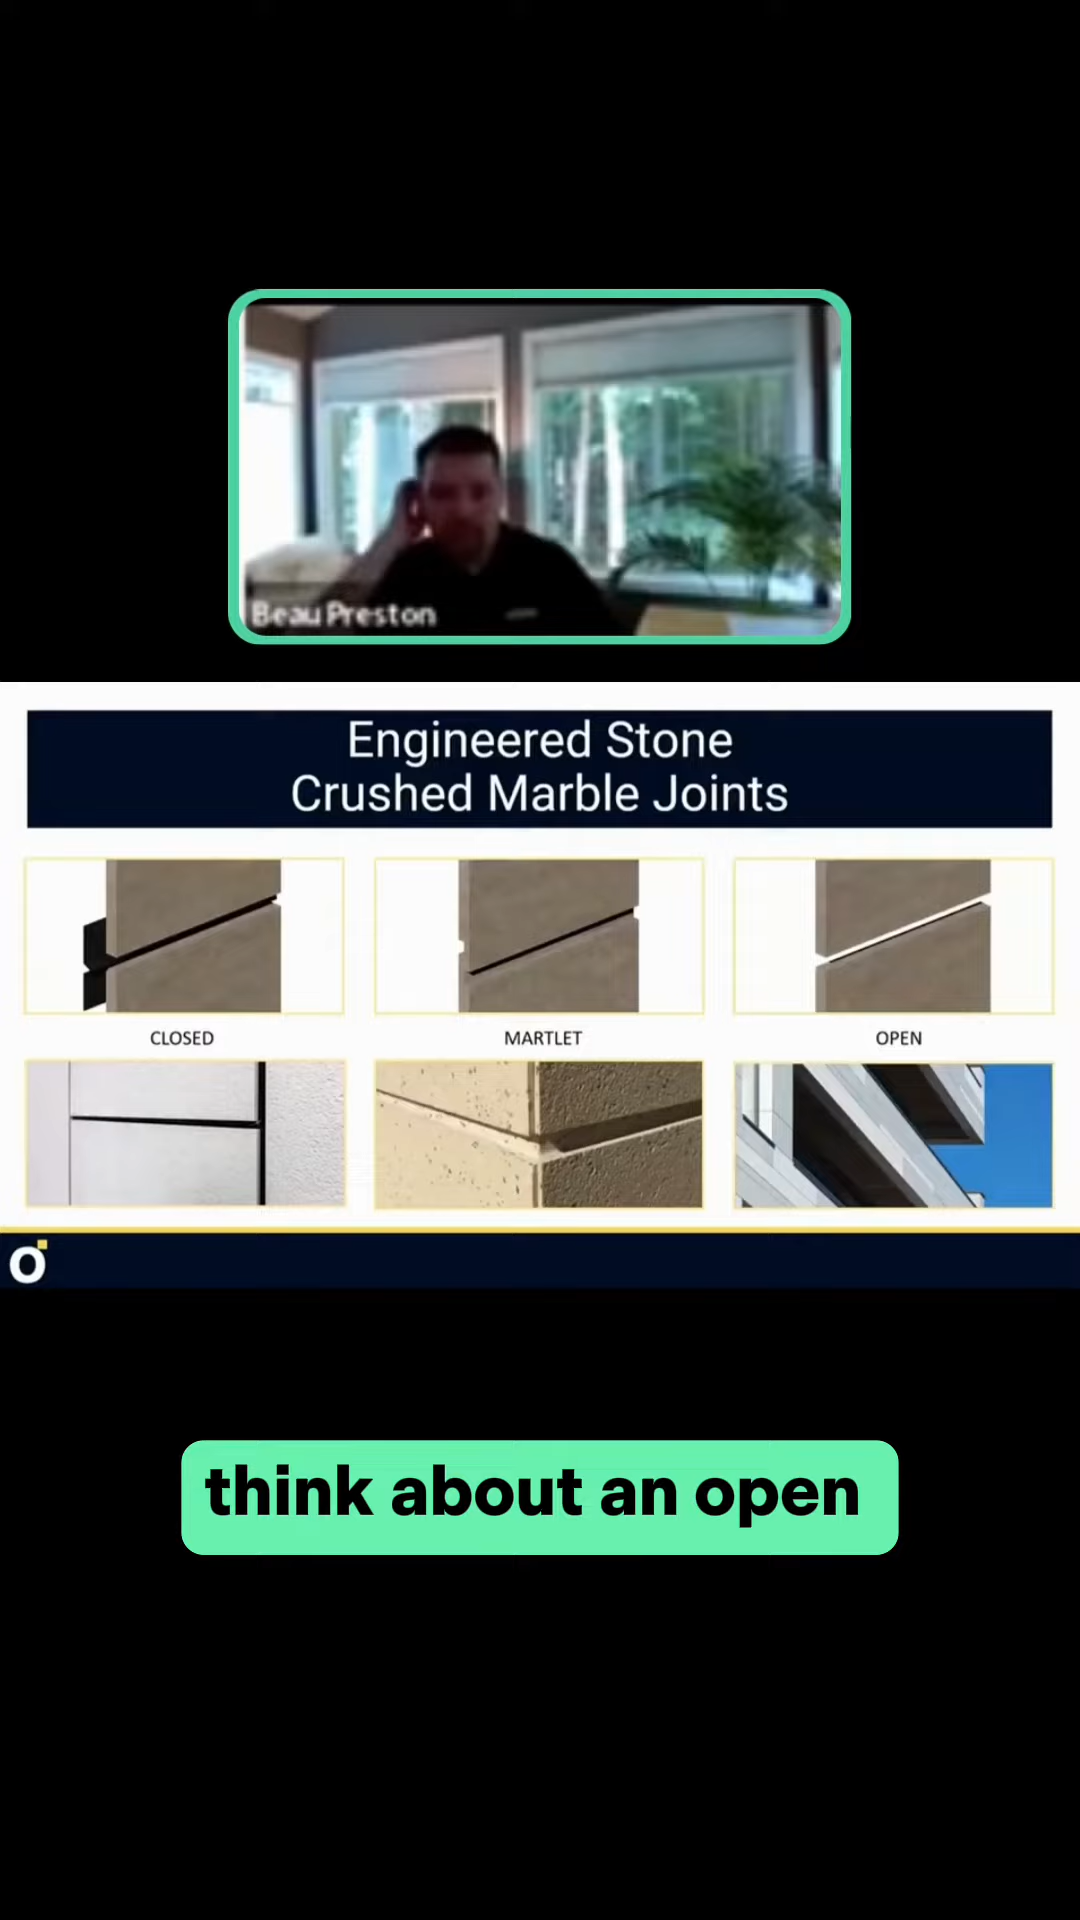 Beau Preston
Engineered Stone
Crushed Marble Joints
CLOSED
MARTLET
OPEN
o
think about an open